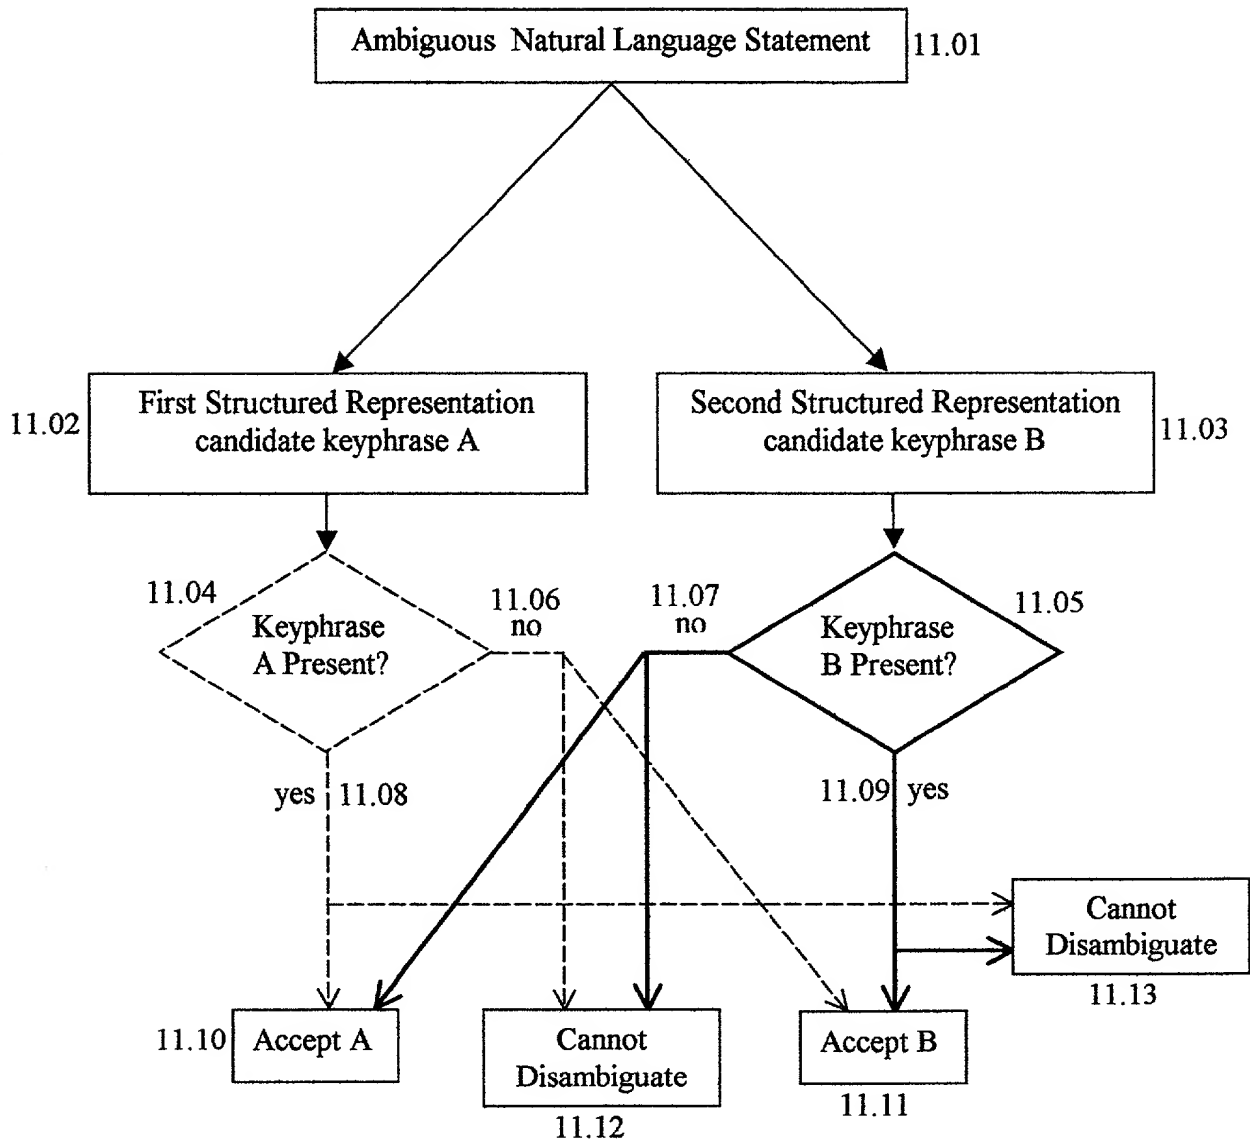 Ambiguous Natural Language Statement
11.01
First Structured Representation
candidate keyphrase A
11.02
Second Structured Representation
candidate keyphrase B
11.03
11.04
Keyphrase
A Present?
11.06
no
11.07
no
Keyphrase
B Present?
11.05
yes
11.08
11.09
yes
Cannot
Disambiguate
11.13
11.10
Accept A
Cannot
Disambiguate
11.12
Accept B
11.11